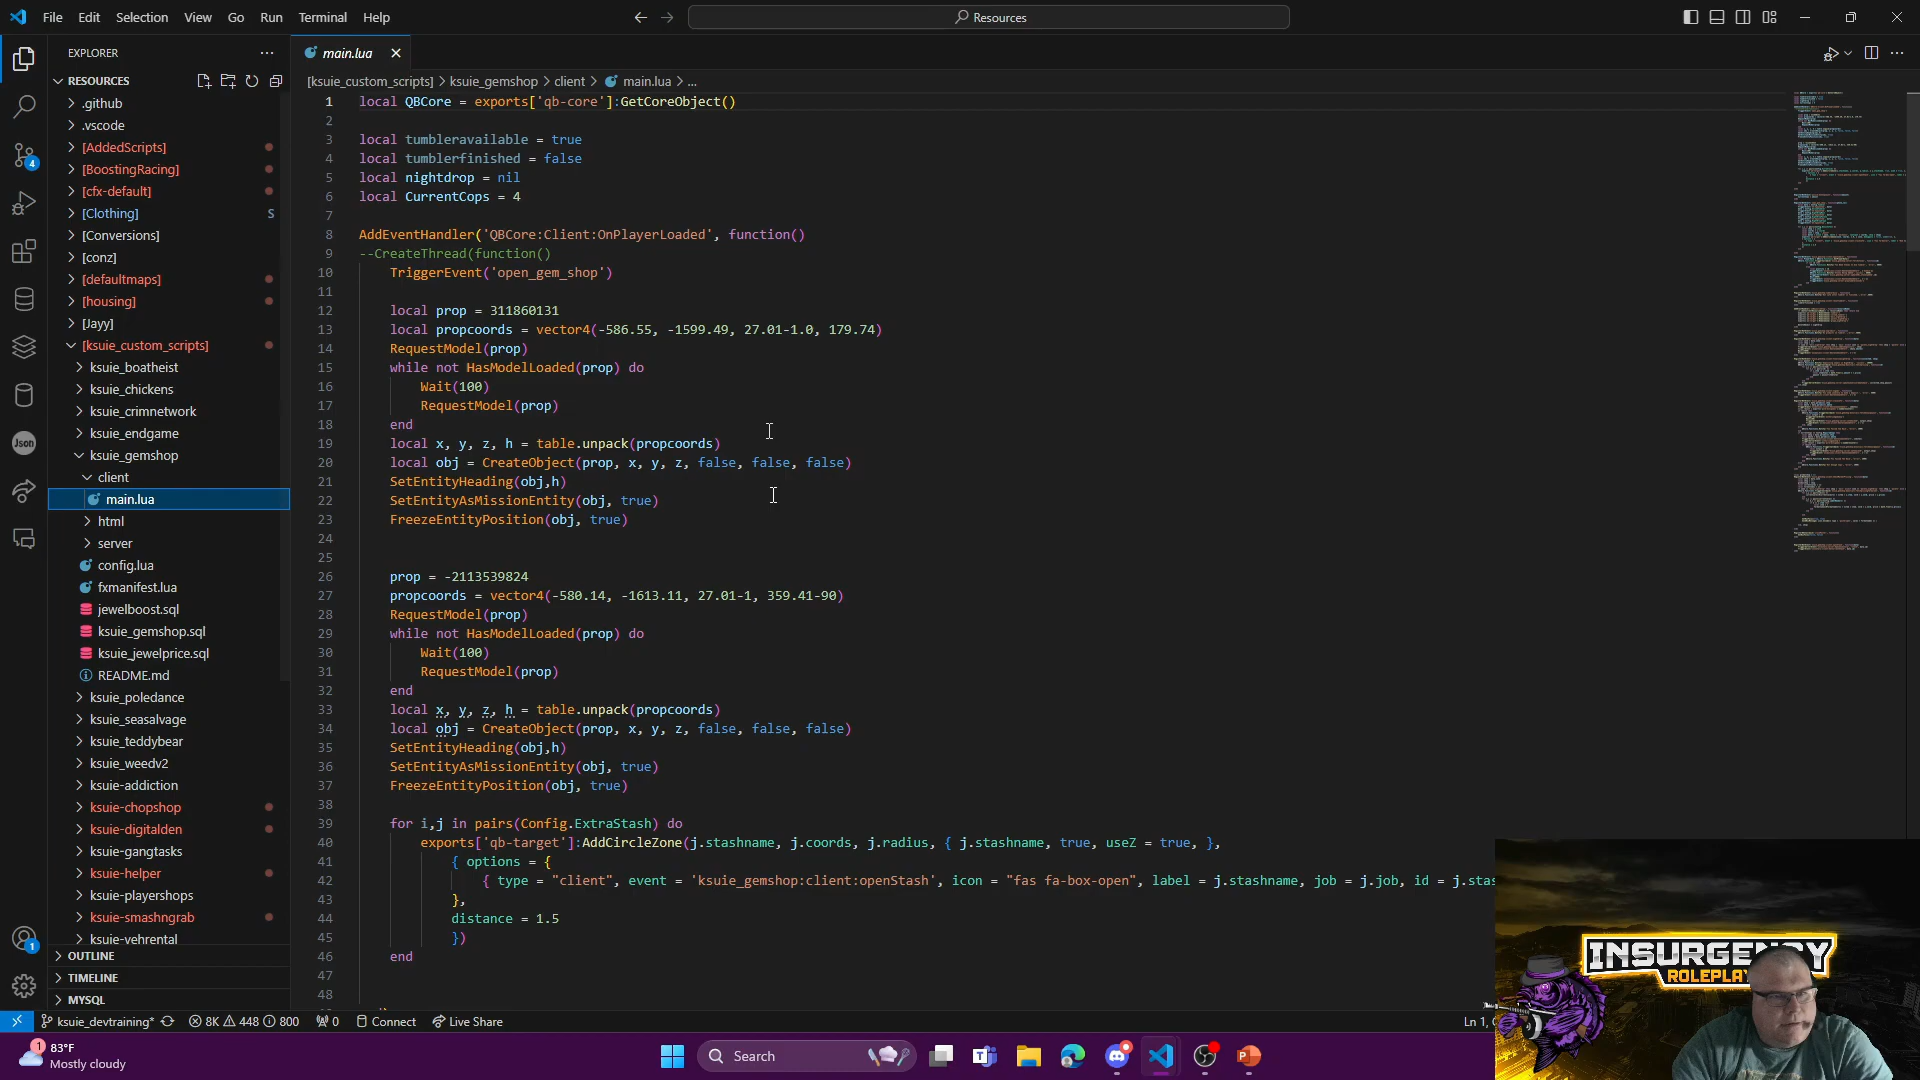 File Edit Selection View Go Run Terminal Help
Resources
EXPLORER
RESOURCES
.github
.vscode
[AddedScripts]
[BoostingRacing]
[cfx-default]
[Clothing] S
[Conversions]
[conz]
[defaultmaps]
[housing]
[Jayy]
[ksuie_custom_scripts]
ksuie_boatheist
ksuie_chickens
ksuie_crimnetwork
ksuie_endgame
ksuie_gemshop
client
main.lua
html
server
config.lua
fxmanifest.lua
jewelboost.sql
ksuie_gemshop.sql
ksuie_jewelprice.sql
README.md
ksuie_poledance
ksuie_seasalvage
ksuie_teddybear
ksuie_weedv2
ksuie-addiction
ksuie-chopshop
ksuie-digitalden
ksuie-gangtasks
ksuie-helper
ksuie-playershops
ksuie-smashngrab
ksuie-vehrental
OUTLINE
TIMELINE
MYSQL
4
Json
1
main.lua
[ksuie_custom_scripts] > ksuie_gemshop > client > main.lua > ...
1 local QBCore = exports['qb-core']:GetCoreObject()
2
3 local tumbleravailable = true
4 local tumblerfinished = false
5 local nightdrop = nil
6 local CurrentCops = 4
7
8 AddEventHandler('QBCore:Client:OnPlayerLoaded', function()
9 --CreateThread(function()
10 TriggerEvent('open_gem_shop')
11
12 local prop = 311860131
13 local propcoords = vector4(-586.55, -1599.49, 27.01-1.0, 179.74)
14 RequestModel(prop)
15 while not HasModelLoaded(prop) do
16 Wait(100)
17 RequestModel(prop)
18 end
19 local x, y, z, h = table.unpack(propcoords)
20 local obj = CreateObject(prop, x, y, z, false, false, false)
21 SetEntityHeading(obj,h)
22 SetEntityAsMissionEntity(obj, true)
23 FreezeEntityPosition(obj, true)
24
25
26 prop = -2113539824
27 propcoords = vector4(-580.14, -1613.11, 27.01-1, 359.41-90)
28 RequestModel(prop)
29 while not HasModelLoaded(prop) do
30 Wait(100)
31 RequestModel(prop)
32 end
33 local x, y, z, h = table.unpack(propcoords)
34 local obj = CreateObject(prop, x, y, z, false, false, false)
35 SetEntityHeading(obj,h)
36 SetEntityAsMissionEntity(obj, true)
37 FreezeEntityPosition(obj, true)
38
39 for i,j in pairs(Config.ExtraStash) do
40 exports['qb-target']:AddCircleZone(j.stashname, j.coords, j.radius, { j.stashname, true, useZ = true, },
41 { options = {
42 { type = "client", event = 'ksuie_gemshop:client:openStash', icon = "fas fa-box-open", label = j.stashname, job = j.job, id = j.stas
43 },
44 distance = 1.5
45 })
46 end
47
48
INSURGENCY
ROLEPLAY
ksuie_devtraining* 8K 448 800 0 Connect Live Share
Ln 1,
1
83°F
Mostly cloudy
Search